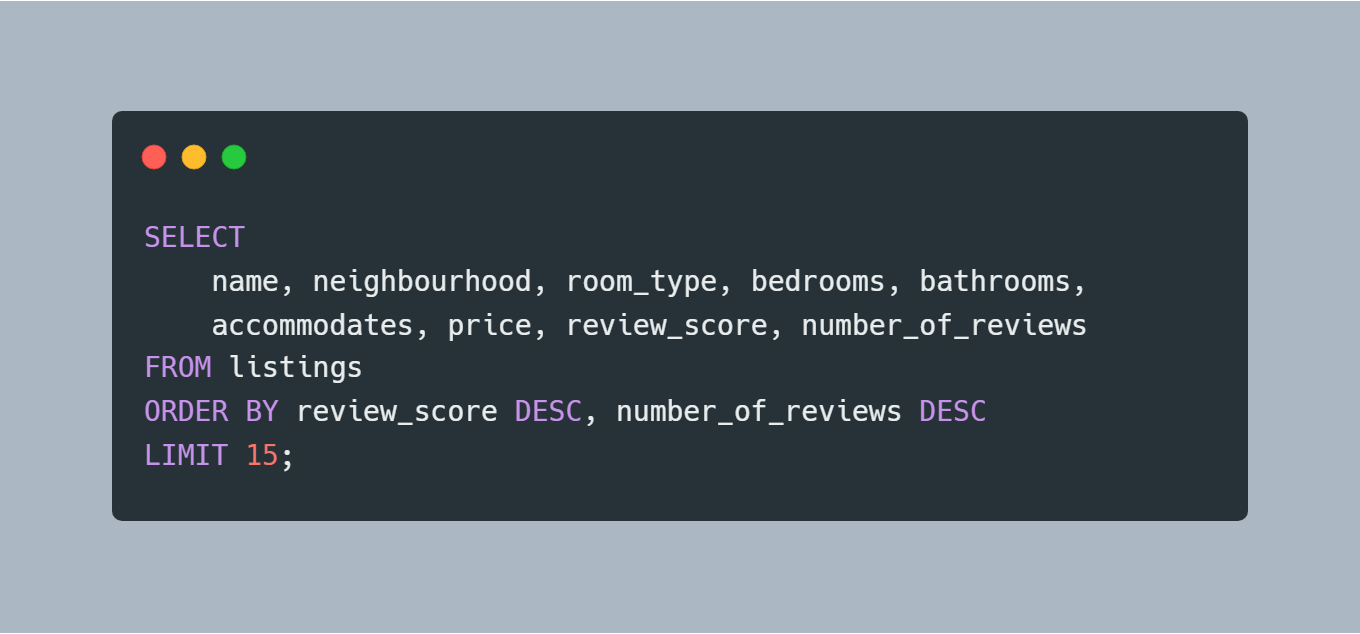 SELECT
    name, neighbourhood, room_type, bedrooms, bathrooms,
    accommodates, price, review_score, number_of_reviews
FROM listings
ORDER BY review_score DESC, number_of_reviews DESC
LIMIT 15;